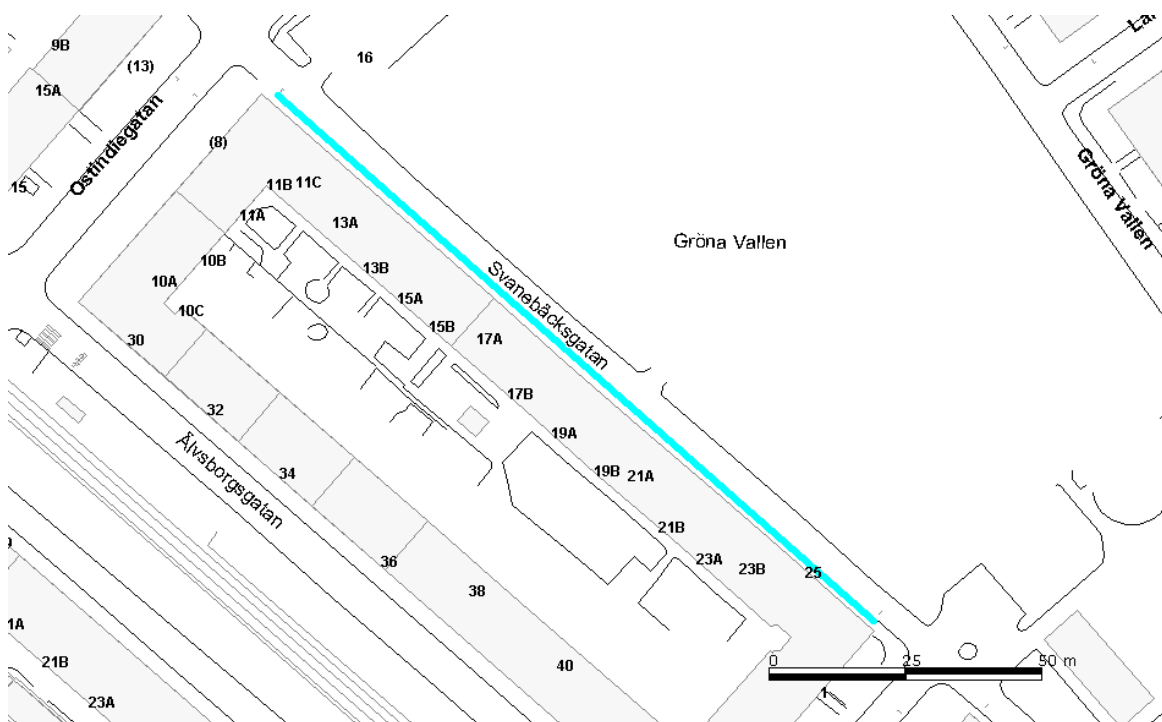 9B
16
(13)
15A
Ostindiegatan
15
Gröna Vallen
(8)
11B
11C
11A
13A
Gröna Vallen
10B
13B
Svanebäcksgatan
10A
15A
10C
15B
30
17A
32
17B
19A
Älvsborgsgatan
34
19B
21A
21B
36
23A
23B
25
38
21B
40
23A
0 25 50 m
1